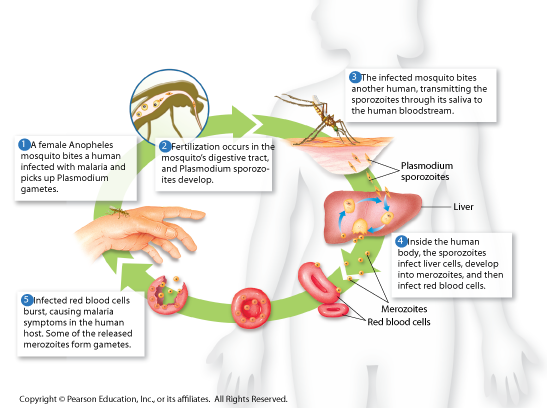 1 A female Anopheles
mosquito bites a human
infected with malaria and
picks up Plasmodium
gametes.
2 Fertilization occurs in the
mosquito's digestive tract,
and Plasmodium sporozo-
ites develop.
3 The infected mosquito bites
another human, transmitting the
sporozoites through its saliva to
the human bloodstream.
Plasmodium
sporozoites
Liver
4 Inside the human
body, the sporozoites
infect liver cells, develop
into merozoites, and then
infect red blood cells.
Merozoites
Red blood cells
5 Infected red blood cells
burst, causing malaria
symptoms in the human
host. Some of the released
merozoites form gametes.
Copyright © Pearson Education, Inc., or its affiliates. All Rights Reserved.